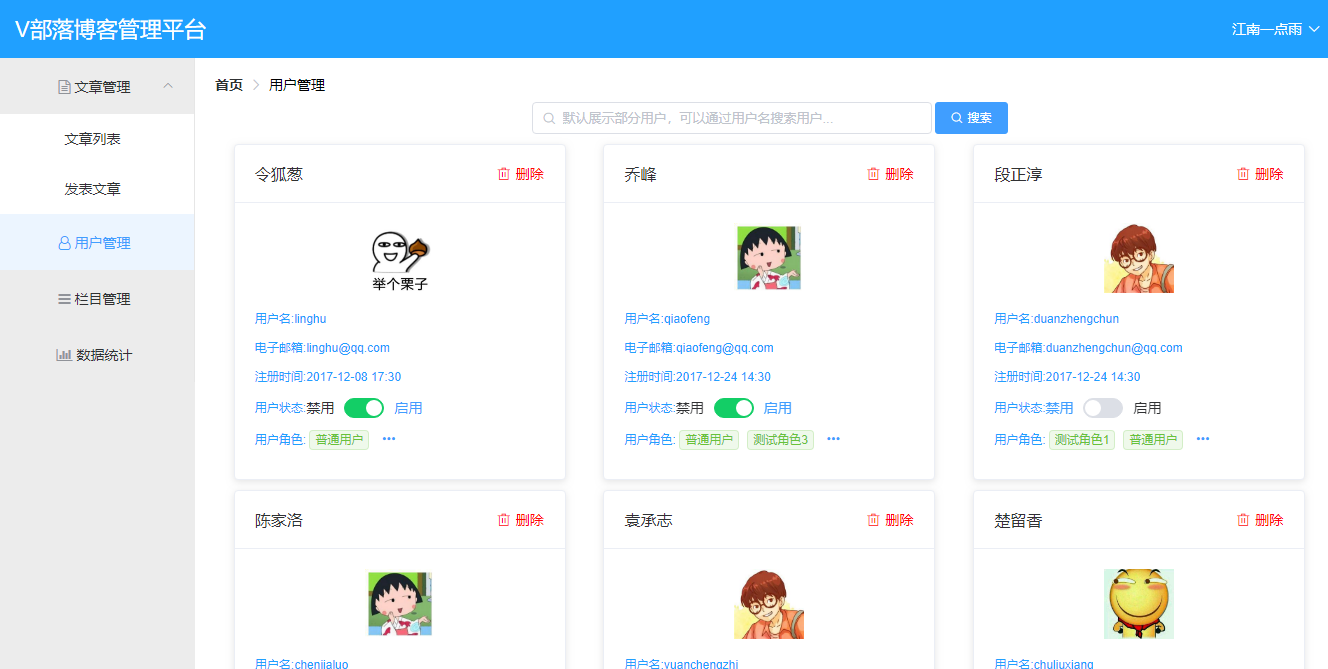 V部落博客管理平台
江南一点雨
文章管理
文章列表
发表文章
用户管理
栏目管理
数据统计
首页 > 用户管理
默认展示部分用户，可以通过用户名搜索用户...
搜索
令狐葱
删除
举个栗子
用户名:linghu
电子邮箱:linghu@qq.com
注册时间:2017-12-08 17:30
用户状态:禁用 启用
用户角色: 普通用户 •••
乔峰
删除
用户名:qiaofeng
电子邮箱:qiaofeng@qq.com
注册时间:2017-12-24 14:30
用户状态:禁用 启用
用户角色: 普通用户 测试角色3 •••
段正淳
删除
用户名:duanzhengchun
电子邮箱:duanzhengchun@qq.com
注册时间:2017-12-24 14:30
用户状态:禁用 启用
用户角色: 测试角色1 普通用户 •••
陈家洛
删除
用户名:chenjialuo
袁承志
删除
用户名:yuanchengzhi
楚留香
删除
用户名:chuliuxiang